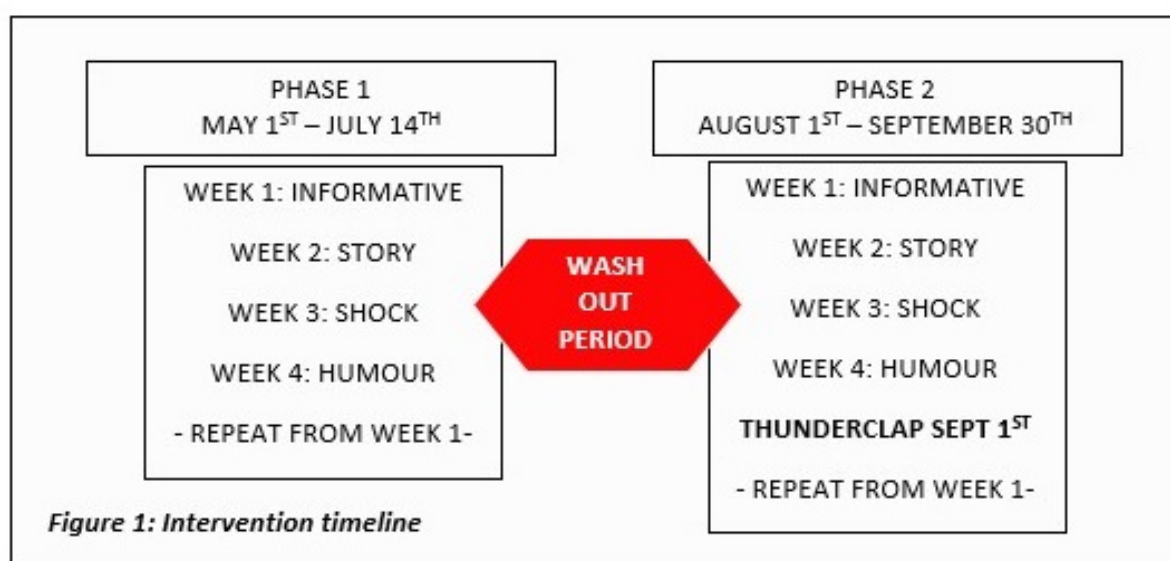 PHASE 1
MAY 1ST – JULY 14TH
WEEK 1: INFORMATIVE
WEEK 2: STORY
WEEK 3: SHOCK
WEEK 4: HUMOUR
- REPEAT FROM WEEK 1-
WASH
OUT
PERIOD
PHASE 2
AUGUST 1ST – SEPTEMBER 30TH
WEEK 1: INFORMATIVE
WEEK 2: STORY
WEEK 3: SHOCK
WEEK 4: HUMOUR
THUNDERCLAP SEPT 1ST
- REPEAT FROM WEEK 1-
Figure 1: Intervention timeline